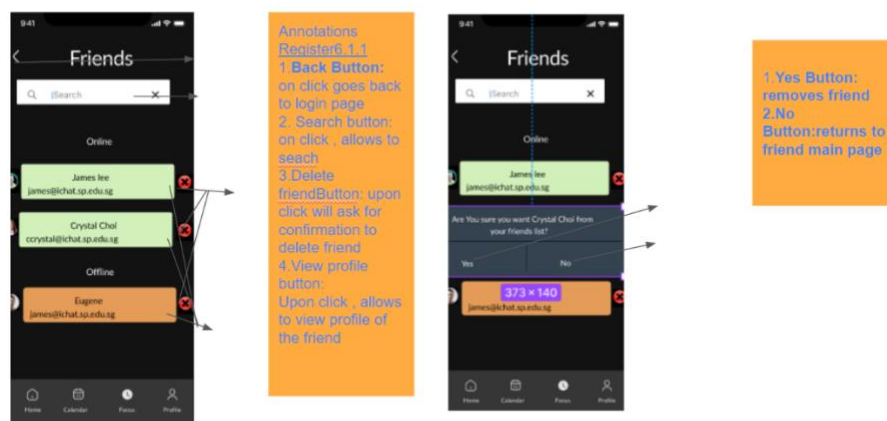 9:41
Friends
Search
Online
James lee
james@ichat.sp.edu.sg
Crystal Choi
ccrystal@ichat.sp.edu.sg
Offline
Eugene
james@ichat.sp.edu.sg
Home
Calendar
Focus
Profile
Annotations
Register6.1.1
1.Back Button:
on click goes back
to login page
2. Search button:
on click , allows to
seach
3.Delete
friendButton: upon
click will ask for
confirmation to
delete friend
4.View profile
button:
Upon click , allows
to view profile of
the friend
9:41
Friends
Search
Online
James lee
james@ichat.sp.edu.sg
Are You sure you want Crystal Choi from
your friends list?
Yes
No
373 × 140
james@ichat.sp.edu.sg
Home
Calendar
Focus
Profile
1.Yes Button:
removes friend
2.No
Button:returns to
friend main page